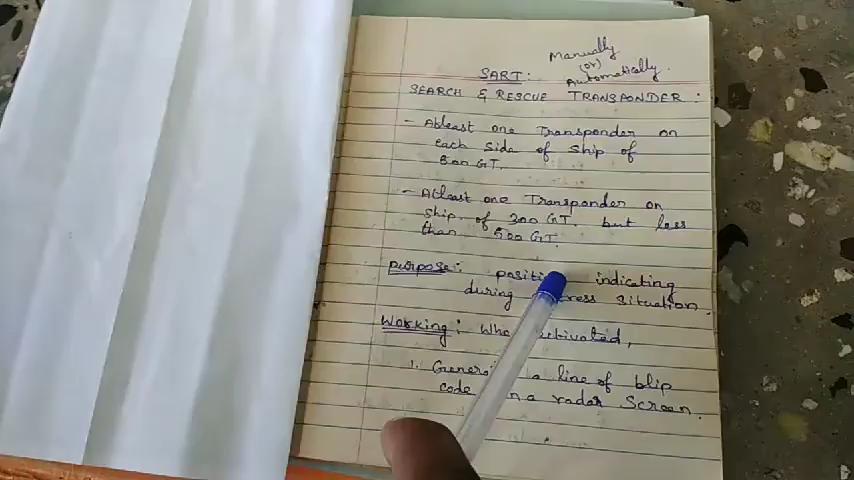 Manually
(or)
SART: Automatically.
SEARCH & RESCUE TRANSPONDER:
- Atleast one Transponder on
each side of ship of
500 GT.
- Atleast one Transponder on
ship of 300 GT. but less
than 500 GT.
purpose: indicating
during situation.
Working:
1. a line of blip
code a radar screen.